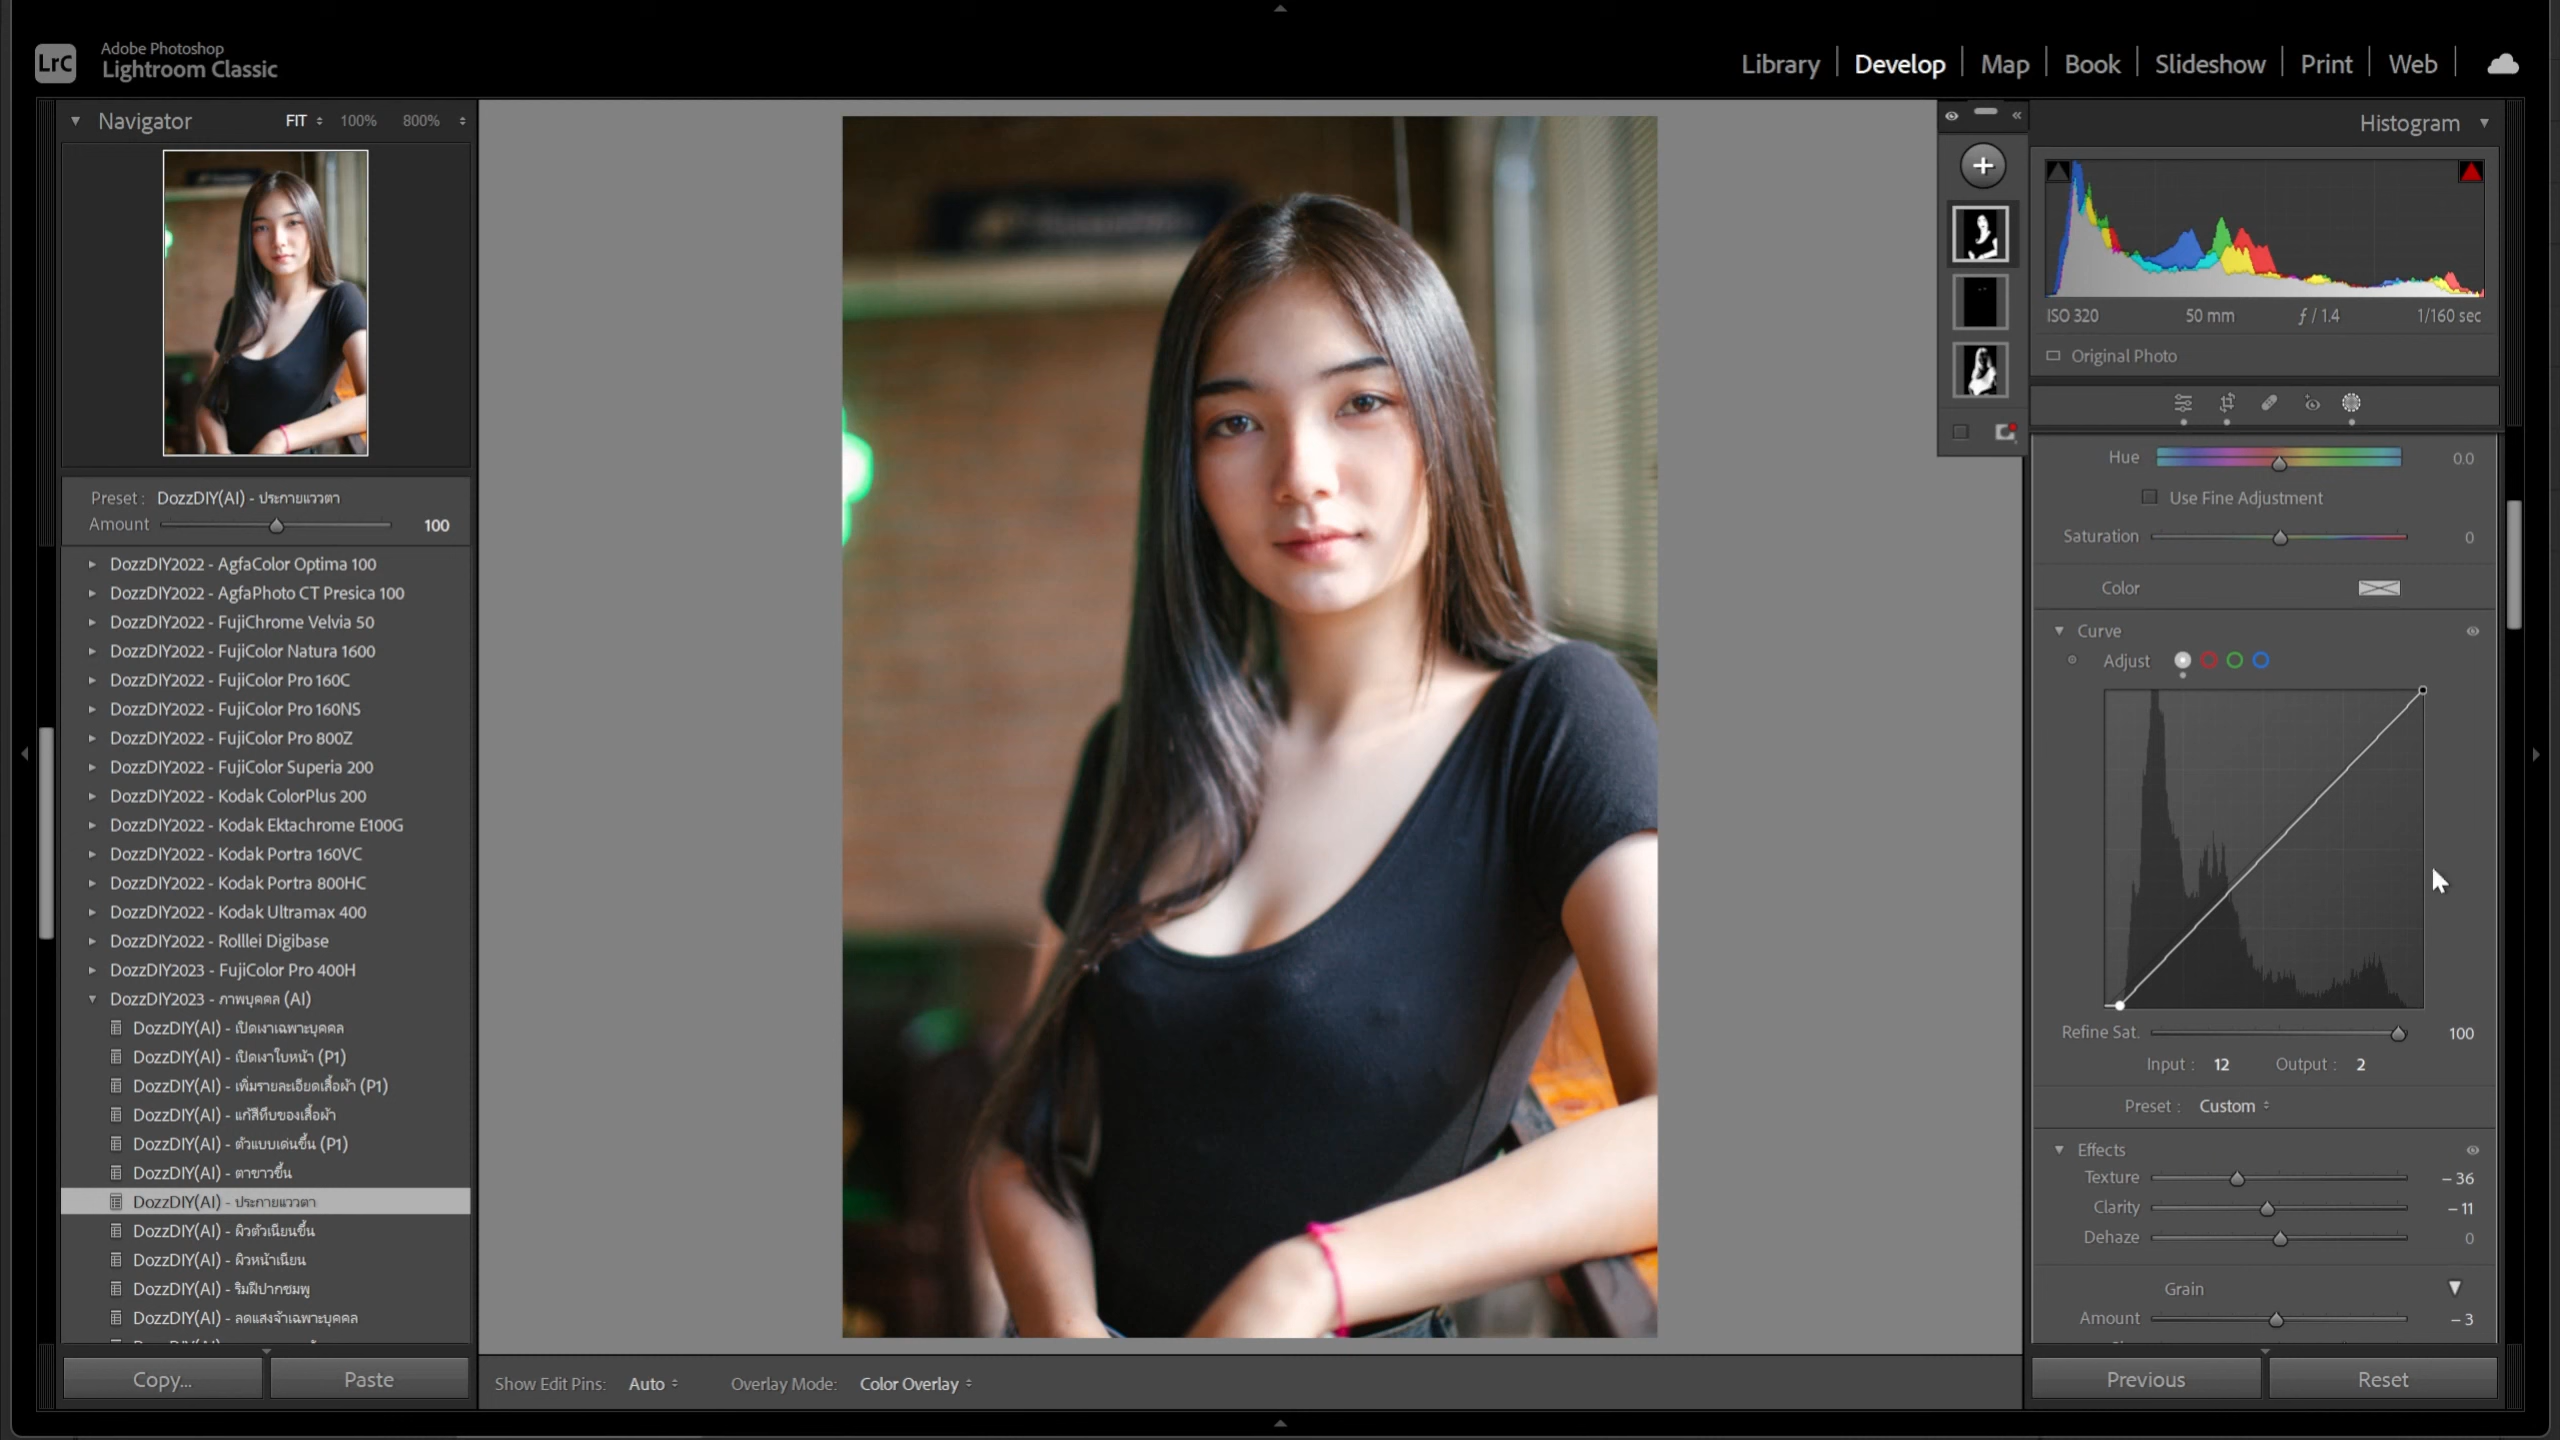 LrC
Adobe Photoshop
Lightroom Classic
Library
Develop
Map
Book
Slideshow
Print
Web
Navigator
FIT
100%
800%
Preset : DozzDIY(AI) - ประกายแววตา
Amount
100
DozzDIY2022 - AgfaColor Optima 100
DozzDIY2022 - AgfaPhoto CT Presica 100
DozzDIY2022 - FujiChrome Velvia 50
DozzDIY2022 - FujiColor Natura 1600
DozzDIY2022 - FujiColor Pro 160C
DozzDIY2022 - FujiColor Pro 160NS
DozzDIY2022 - FujiColor Pro 800Z
DozzDIY2022 - FujiColor Superia 200
DozzDIY2022 - Kodak ColorPlus 200
DozzDIY2022 - Kodak Ektachrome E100G
DozzDIY2022 - Kodak Portra 160VC
DozzDIY2022 - Kodak Portra 800HC
DozzDIY2022 - Kodak Ultramax 400
DozzDIY2022 - Rolllei Digibase
DozzDIY2023 - FujiColor Pro 400H
DozzDIY2023 - ภาพบุคคล (AI)
DozzDIY(AI) - เปิดเงาเฉพาะบุคคล
DozzDIY(AI) - เปิดเงาใบหน้า (P1)
DozzDIY(AI) - เพิ่มรายละเอียดเสื้อผ้า (P1)
DozzDIY(AI) - แก้สีทึบของเสื้อผ้า
DozzDIY(AI) - ตัวแบบเด่นขึ้น (P1)
DozzDIY(AI) - ตาขาวขึ้น
DozzDIY(AI) - ประกายแววตา
DozzDIY(AI) - ผิวตัวเนียนขึ้น
DozzDIY(AI) - ผิวหน้าเนียน
DozzDIY(AI) - ริมฝีปากชมพู
DozzDIY(AI) - ลดแสงจ้าเฉพาะบุคคล
Copy...
Paste
Show Edit Pins: Auto
Overlay Mode: Color Overlay
Histogram
ISO 320
50 mm
ƒ / 1.4
1/160 sec
Original Photo
Hue
0.0
Use Fine Adjustment
Saturation
0
Color
Curve
Adjust
Refine Sat.
100
Input : 12
Output : 2
Preset : Custom
Effects
Texture
– 36
Clarity
– 11
Dehaze
0
Grain
Amount
– 3
Previous
Reset